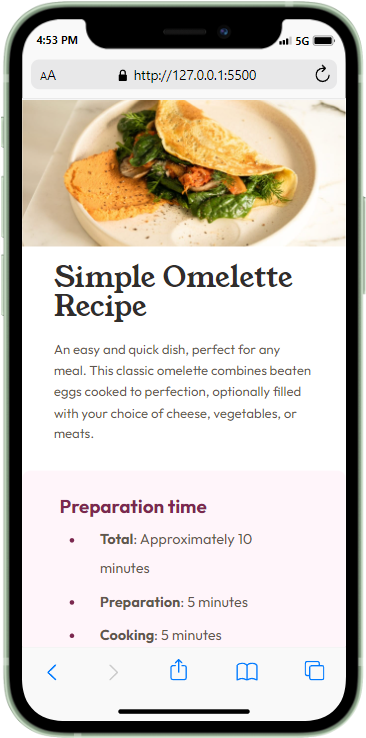 4:53 PM
5G
AA
http://127.0.0.1:5500
Simple Omelette
Recipe
An easy and quick dish, perfect for any
meal. This classic omelette combines beaten
eggs cooked to perfection, optionally filled
with your choice of cheese, vegetables, or
meats.
Preparation time
• Total: Approximately 10
minutes
• Preparation: 5 minutes
• Cooking: 5 minutes